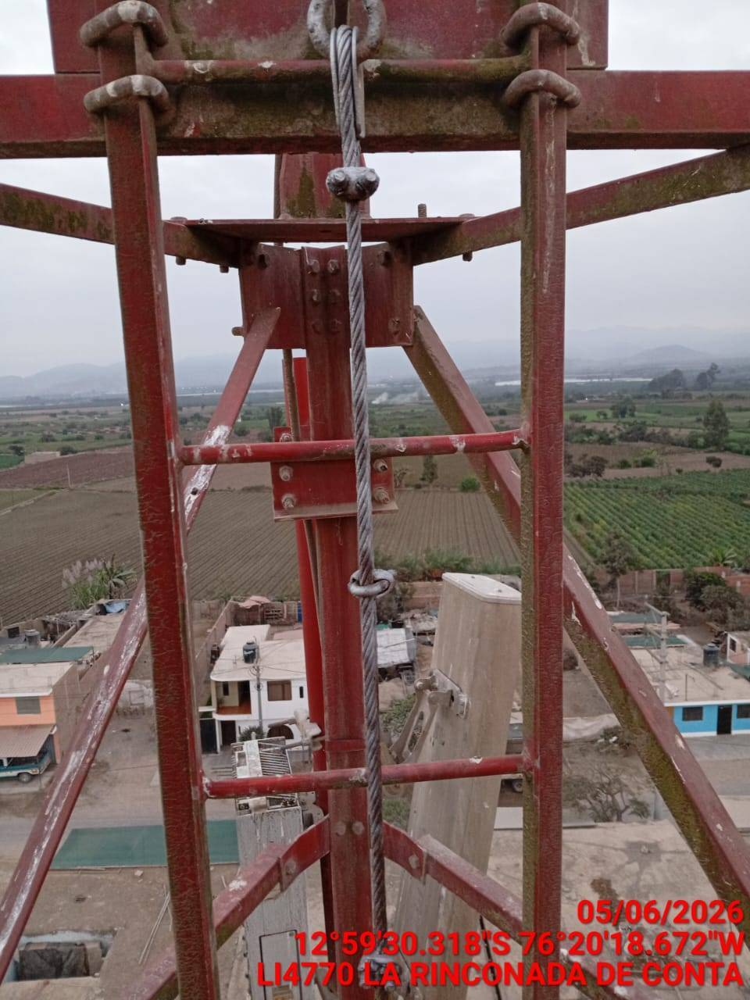 05/06/2026
12°59'30.318"S 76°20'18.672"W
LI4770 LA RINCONADA DE CONTA